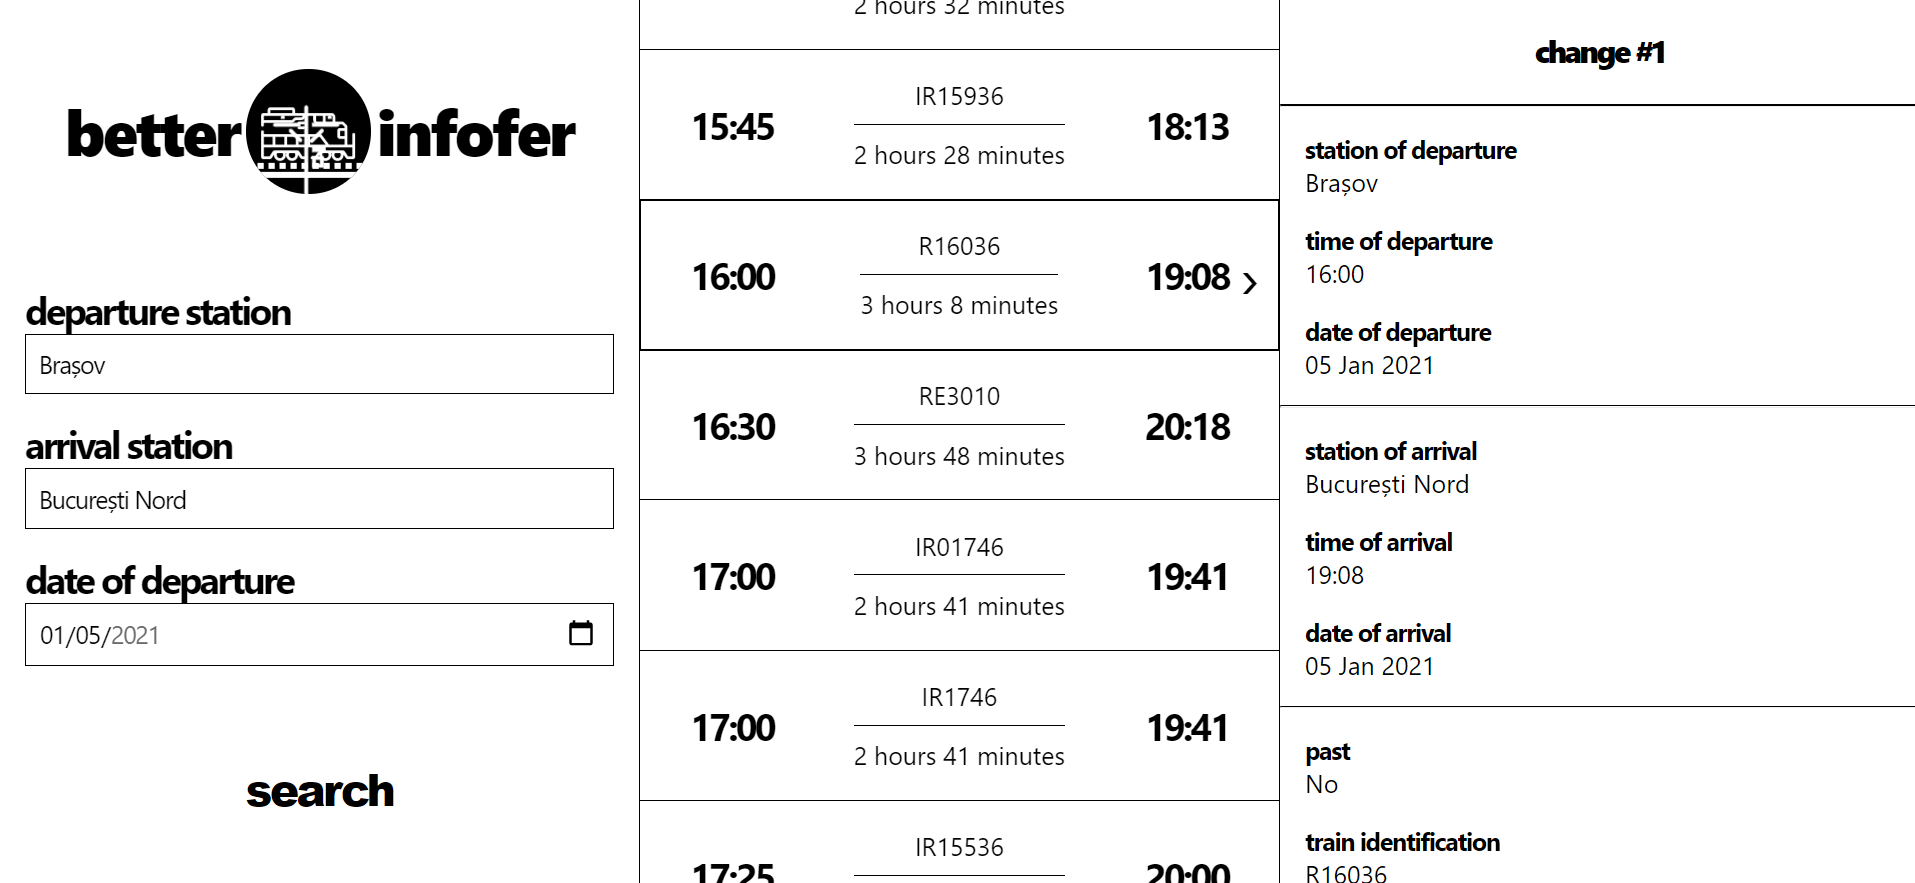 better infofer
departure station
Brașov
arrival station
București Nord
date of departure
01/05/2021
search
2 hours 32 minutes
IR15936
15:45
18:13
2 hours 28 minutes
R16036
16:00
19:08 ›
3 hours 8 minutes
RE3010
16:30
20:18
3 hours 48 minutes
IR01746
17:00
19:41
2 hours 41 minutes
IR1746
17:00
19:41
2 hours 41 minutes
IR15536
17:25
20:00
change #1
station of departure
Brașov
time of departure
16:00
date of departure
05 Jan 2021
station of arrival
București Nord
time of arrival
19:08
date of arrival
05 Jan 2021
past
No
train identification
R16036